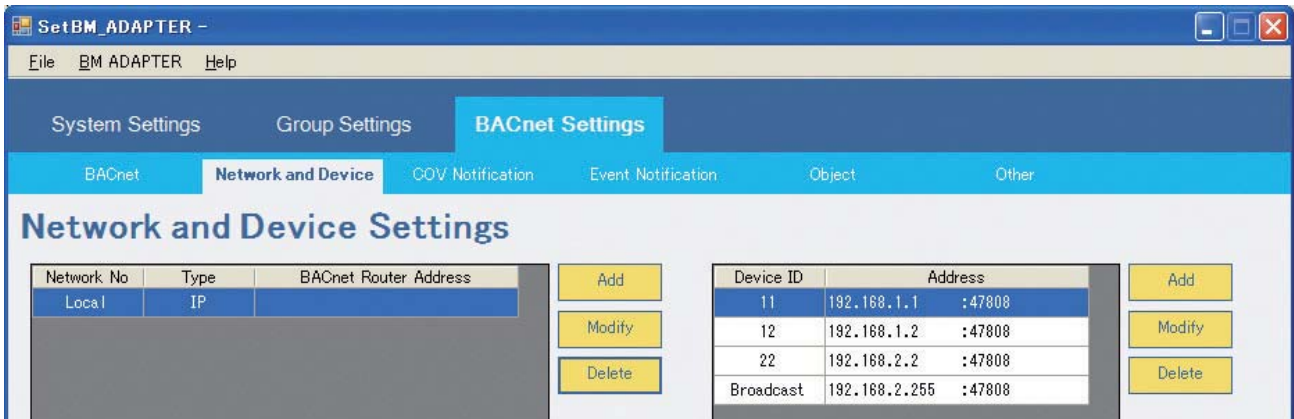 SetBM_ADAPTER -
File BM ADAPTER Help
System Settings Group Settings BACnet Settings
BACnet Network and Device COV Notification Event Notification Object Other
Network and Device Settings
Network No Type BACnet Router Address
Local IP
Add
Modify
Delete
Device ID Address
11 192.168.1.1 :47808
12 192.168.1.2 :47808
22 192.168.2.2 :47808
Broadcast 192.168.2.255 :47808
Add
Modify
Delete